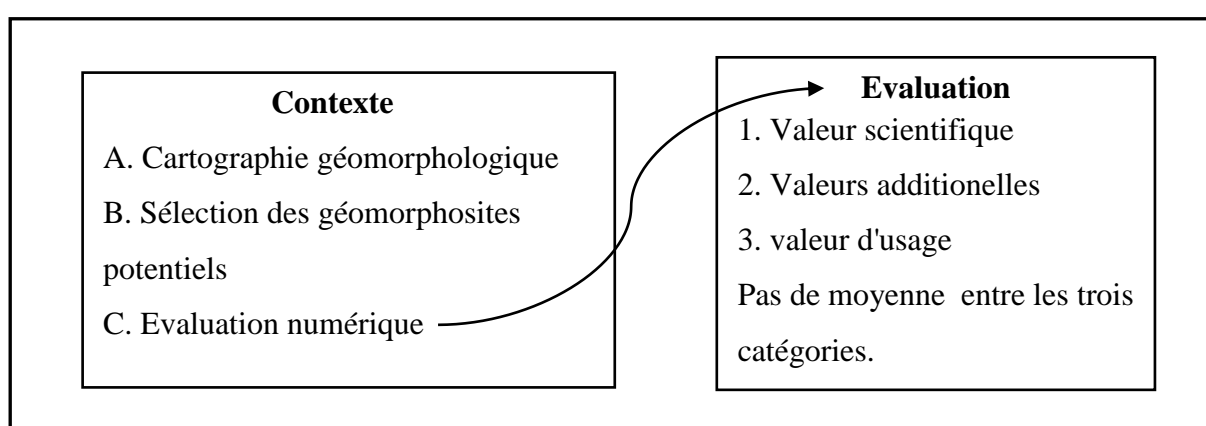 Contexte
A. Cartographie géomorphologique
B. Sélection des géomorphosites
potentiels
C. Evaluation numérique
Evaluation
1. Valeur scientifique
2. Valeurs additionelles
3. valeur d'usage
Pas de moyenne entre les trois
catégories.